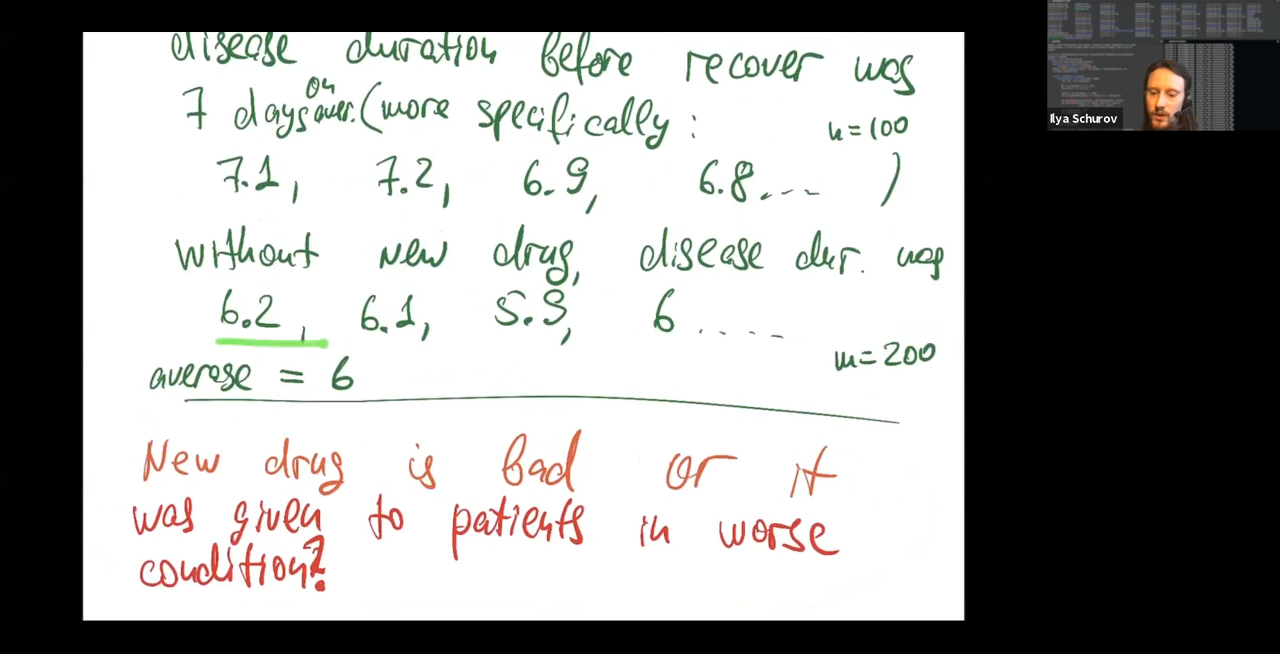 disease duration before recover was
7 days on aver. (more specifically:
n=100
7.1, 7.2, 6.9, 6.8.... )
without new drug, disease dur. was
6.2, 6.1, 5.9, 6 ....
m=200
average = 6
New drug is bad or it
was given to patients in worse
condition?
Ilya Schurov